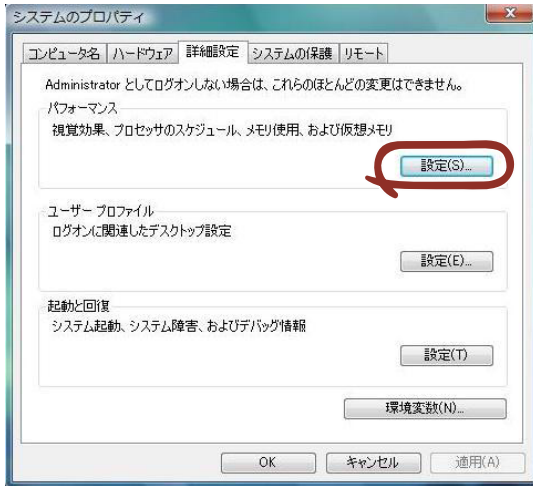 システムのプロパティ
コンピュータ名 ハードウェア 詳細設定 システムの保護 リモート
Administrator としてログオンしない場合は、これらのほとんどの変更はできません。
パフォーマンス
視覚効果、プロセッサのスケジュール、メモリ使用、および仮想メモリ
設定(S)...
ユーザー プロファイル
ログオンに関連したデスクトップ設定
設定(E)...
起動と回復
システム起動、システム障害、およびデバッグ情報
設定(T)
環境変数(N)...
OK キャンセル 適用(A)